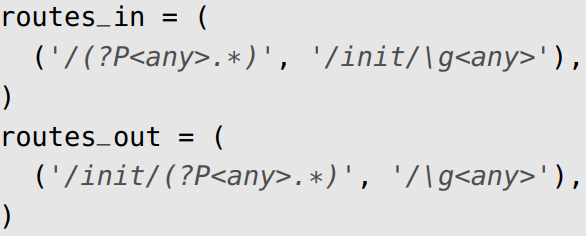 routes_in = (
  ('/(?P<any>.*)', '/init/\g<any>'),
)
routes_out = (
  ('/init/(?P<any>.*)', '/\g<any>'),
)